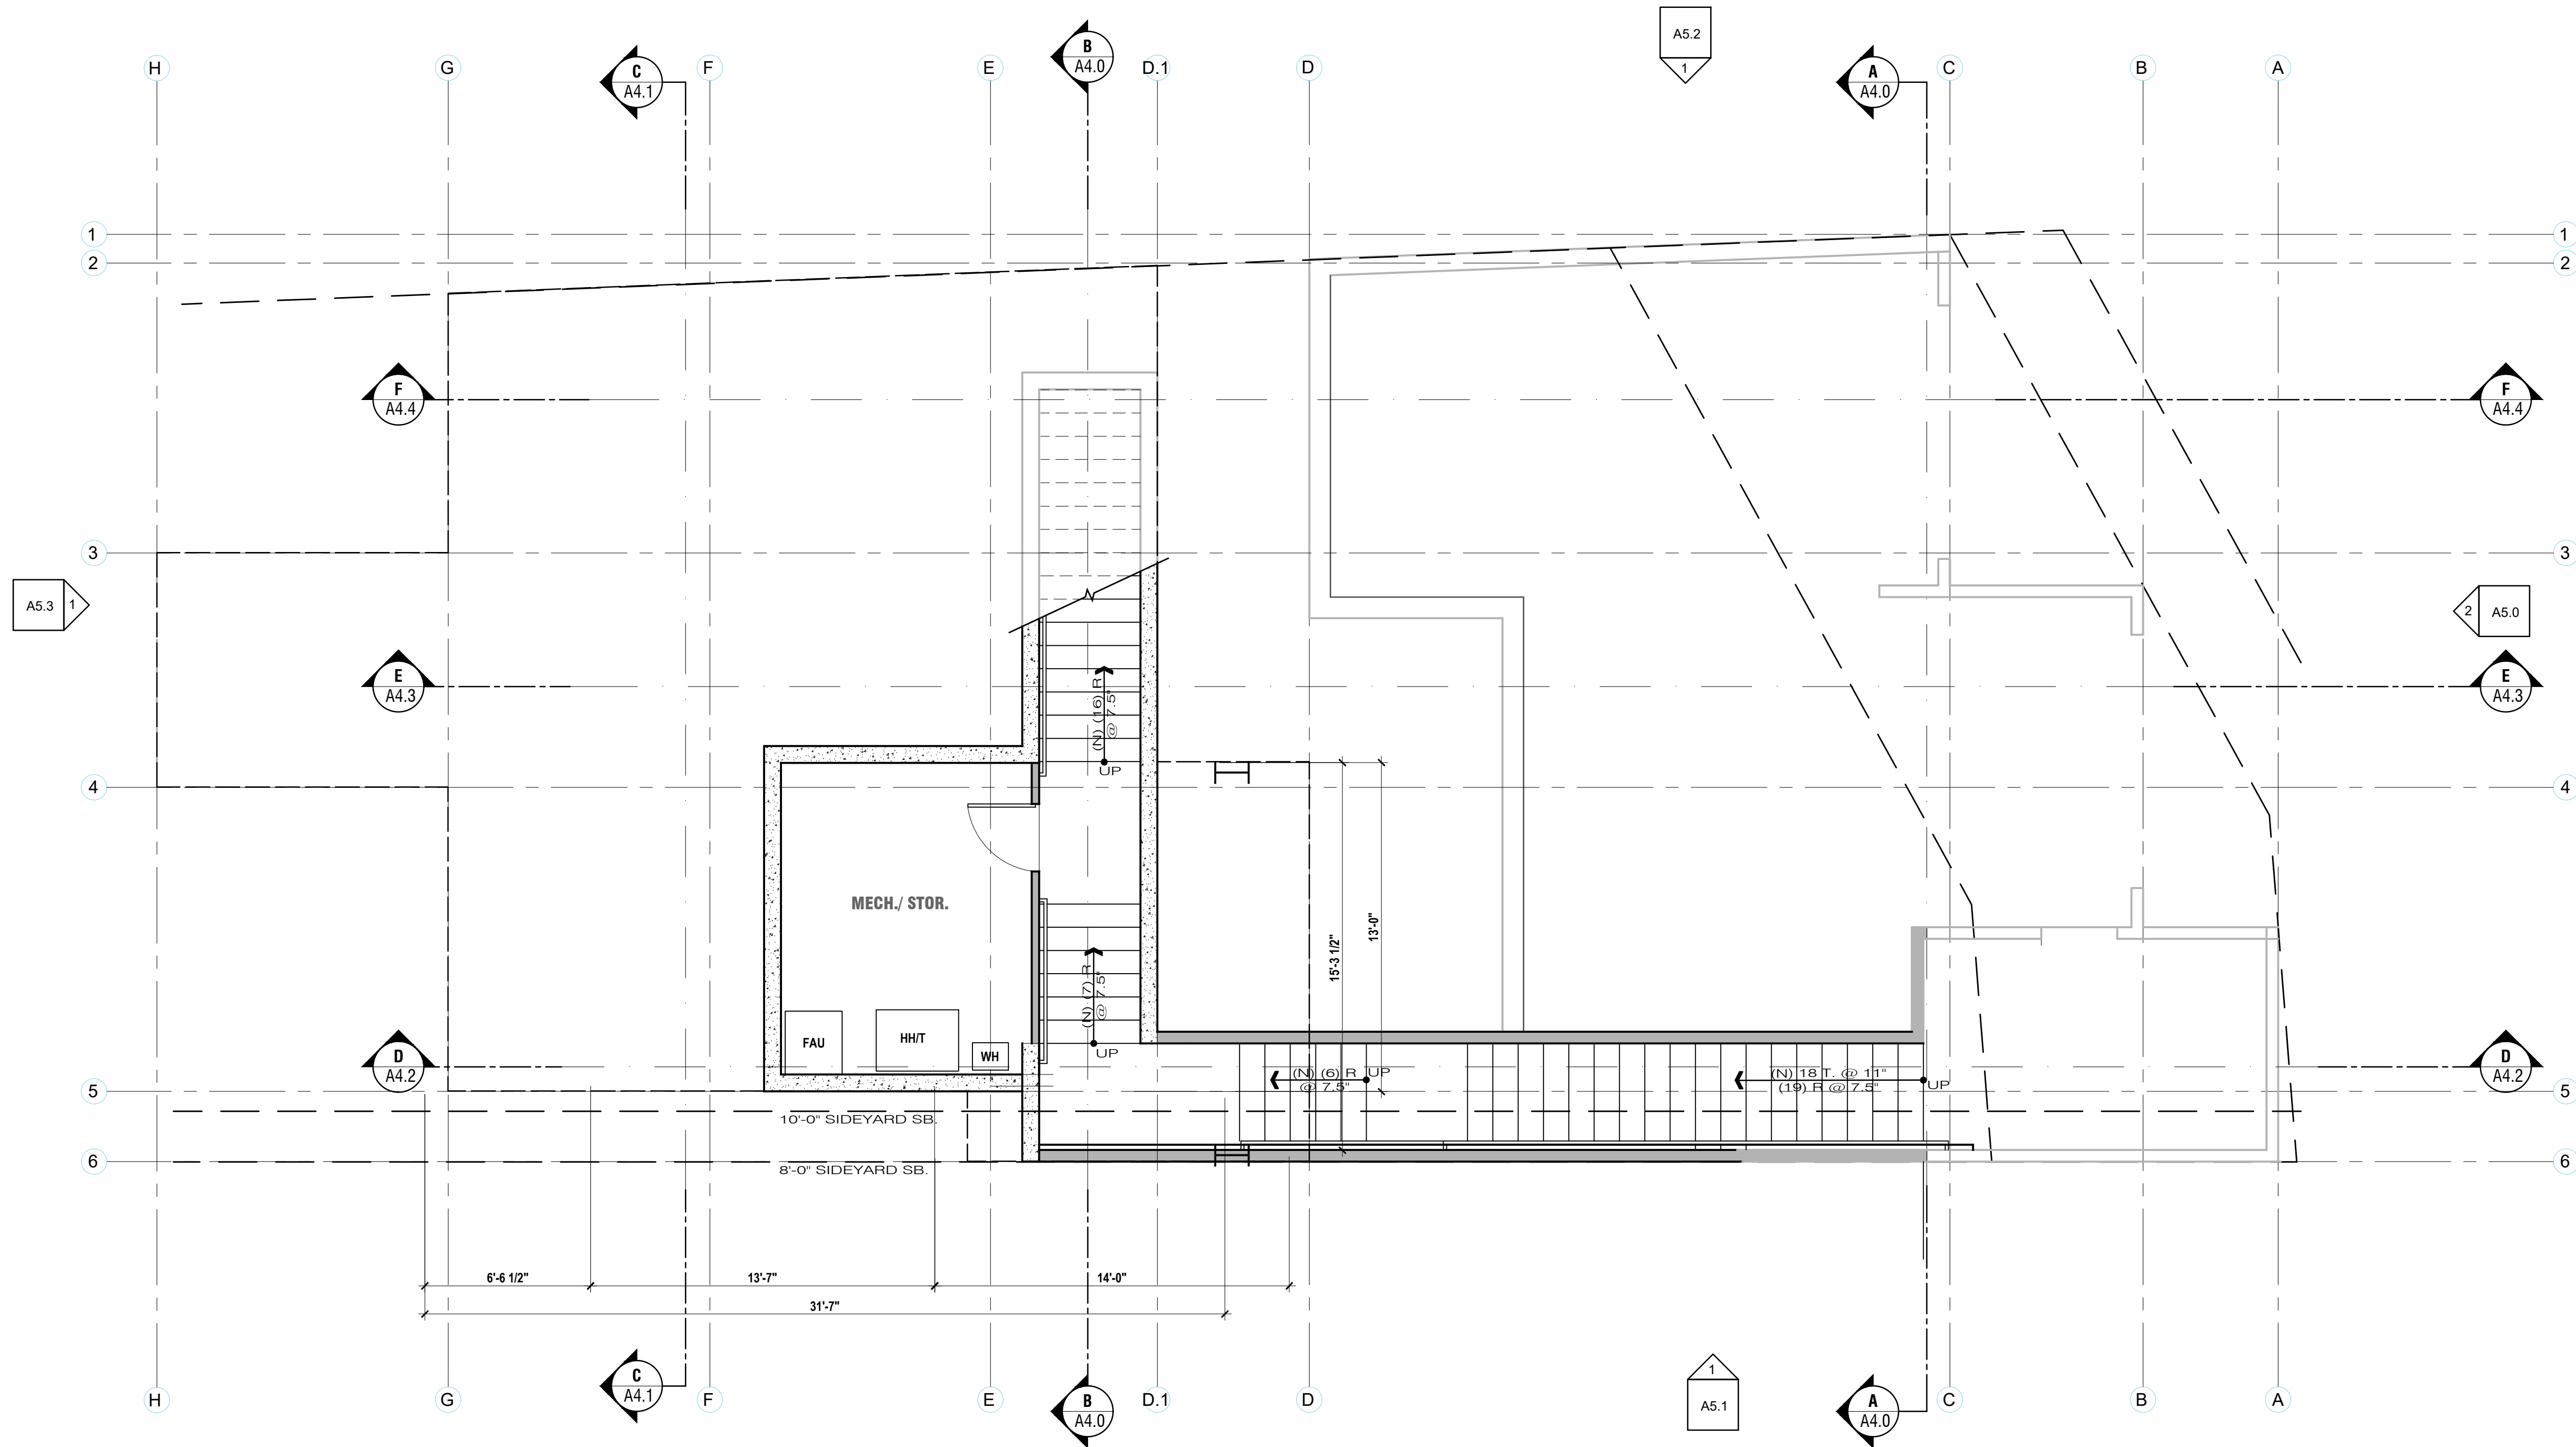 A5.2
1
H
G
C
A4.1
F
E
B
A4.0
D.1
D
A
A4.0
C
B
A
1
1
2
2
F
A4.4
F
A4.4
3
3
A5.3
1
2
A5.0
E
A4.3
E
A4.3
(N) (16) R
@ 7.5"
UP
4
4
MECH./ STOR.
15'-3 1/2"
13'-0"
(N) (7) R
@ 7.5"
UP
FAU
HH/T
WH
D
A4.2
D
A4.2
(N) (6) R
@ 7.5"
UP
(N) 18 T. @ 11"
(19) R @ 7.5"
UP
5
5
10'-0" SIDEYARD SB.
6
6
8'-0" SIDEYARD SB.
6'-6 1/2"
13'-7"
14'-0"
31'-7"
1
A5.1
H
G
C
A4.1
F
E
B
A4.0
D.1
D
A
A4.0
C
B
A